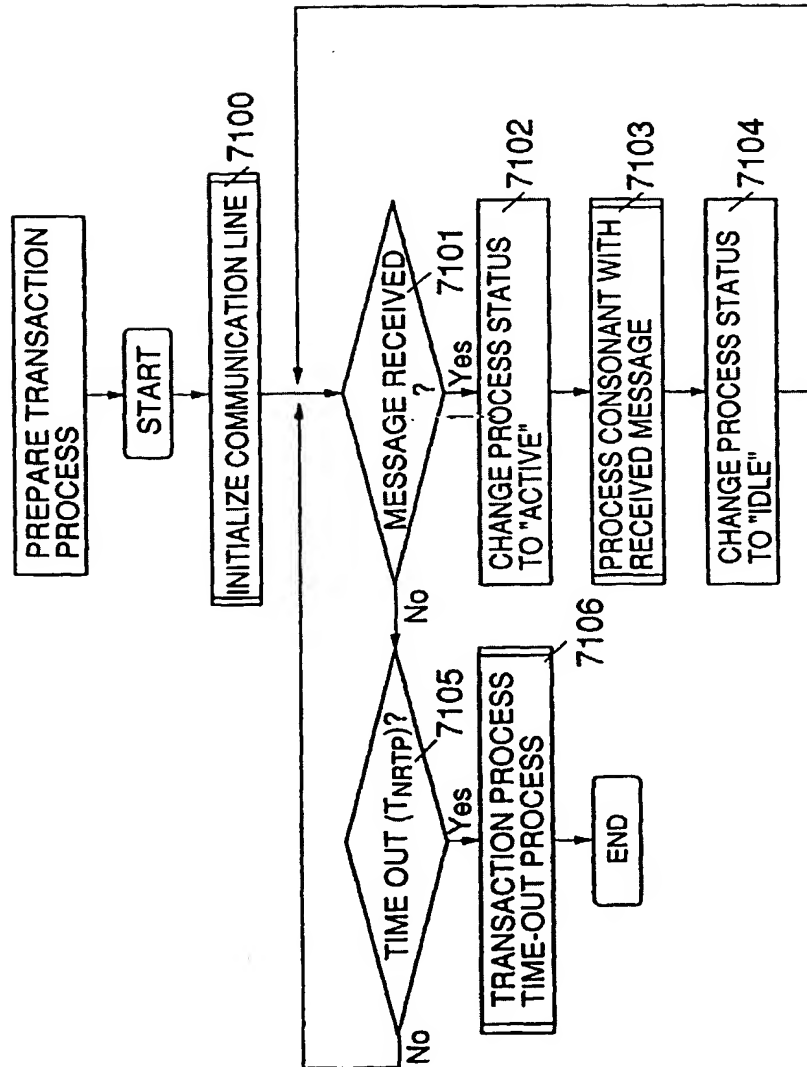 PREPARE TRANSACTION
PROCESS
START
INITIALIZE COMMUNICATION LINE
7100
MESSAGE RECEIVED
?
7101
Yes
No
CHANGE PROCESS STATUS
TO "ACTIVE"
7102
PROCESS CONSONANT WITH
RECEIVED MESSAGE
7103
CHANGE PROCESS STATUS
TO "IDLE"
7104
TIME OUT (TNRTP)?
7105
Yes
No
TRANSACTION PROCESS
TIME-OUT PROCESS
7106
END